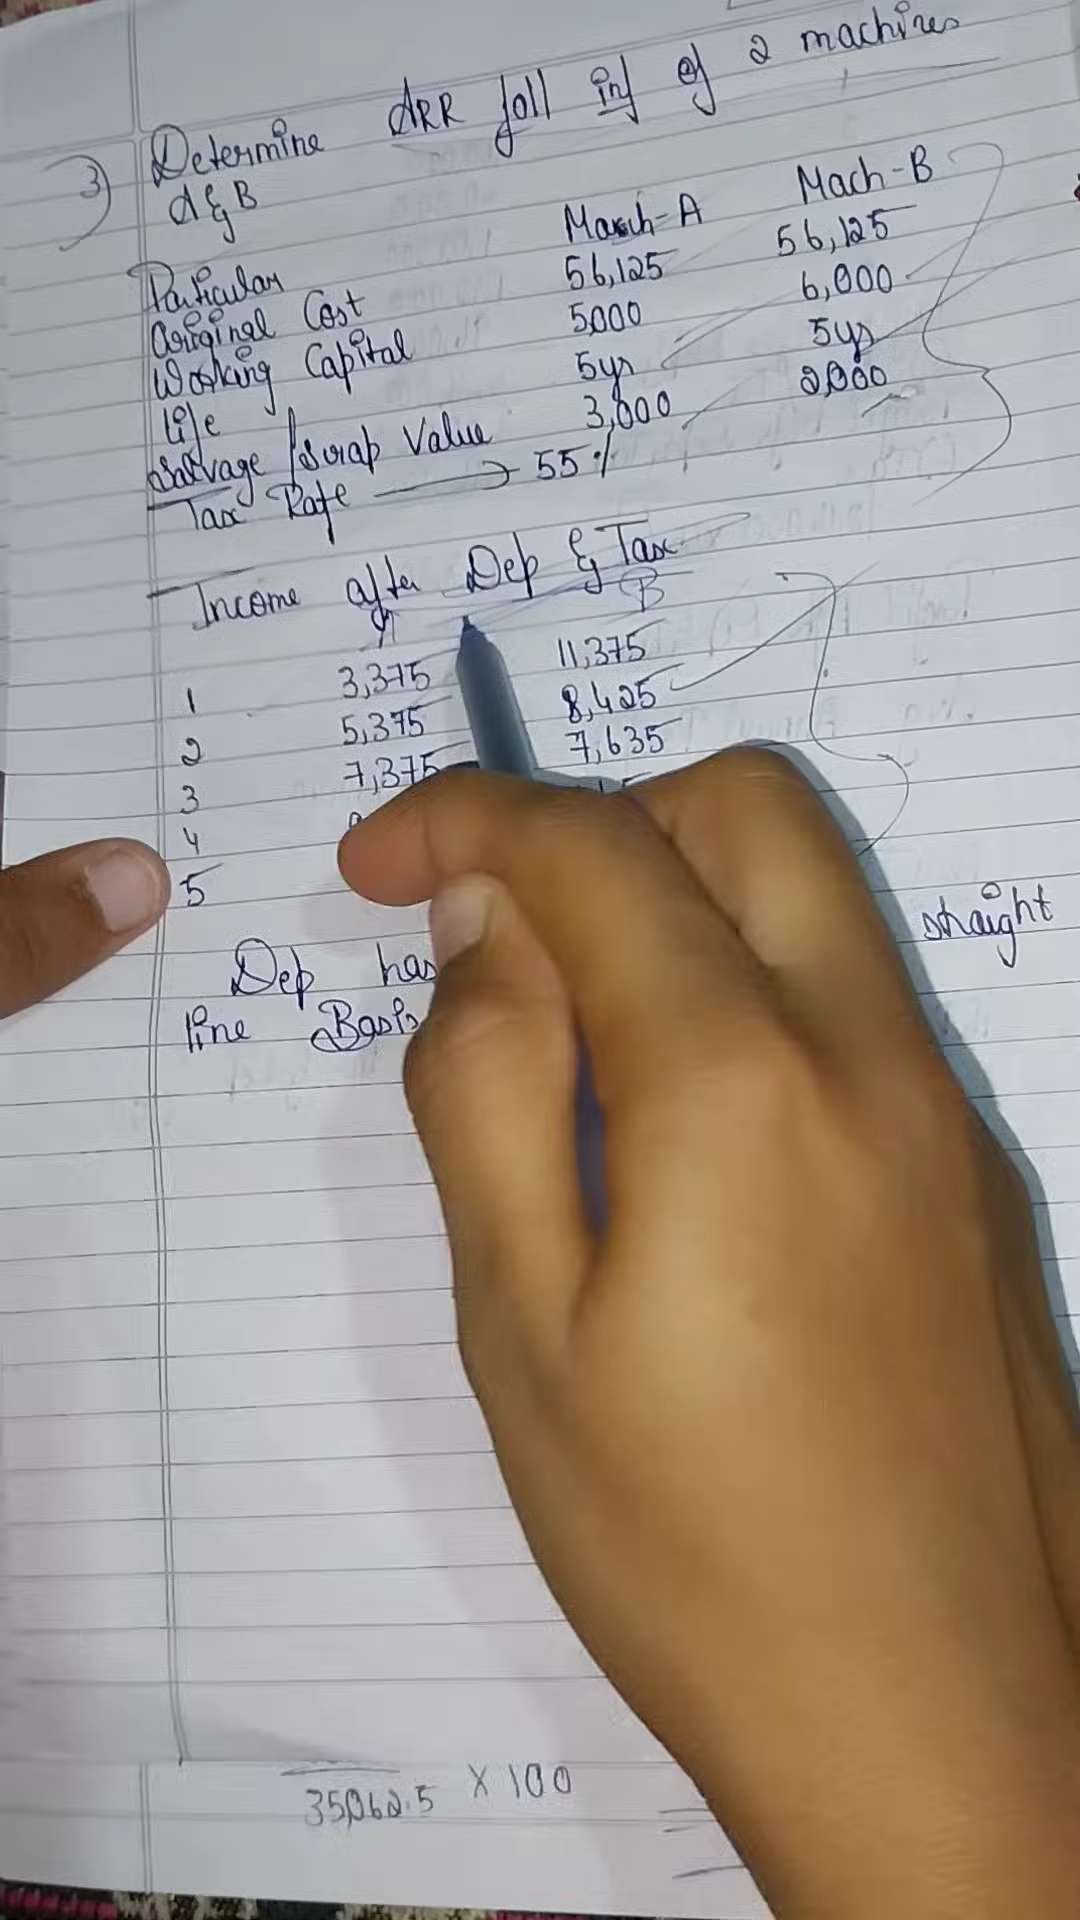 3) Determine ARR foll inf of 2 machines
A & B
Particular Mach-A Mach-B
Original Cost 56,125 56,125
Working Capital 5000 6,000
life 5yr 5yr
Salvage/Scrap Value 3,000 2,000
Tax Rate → 55%
Income after Dep & Tax
A B
1 3,375 11,375
2 5,375 8,425
3 7,375 7,635
4
5
Dep has straight
line Basis
35,062.5 × 100